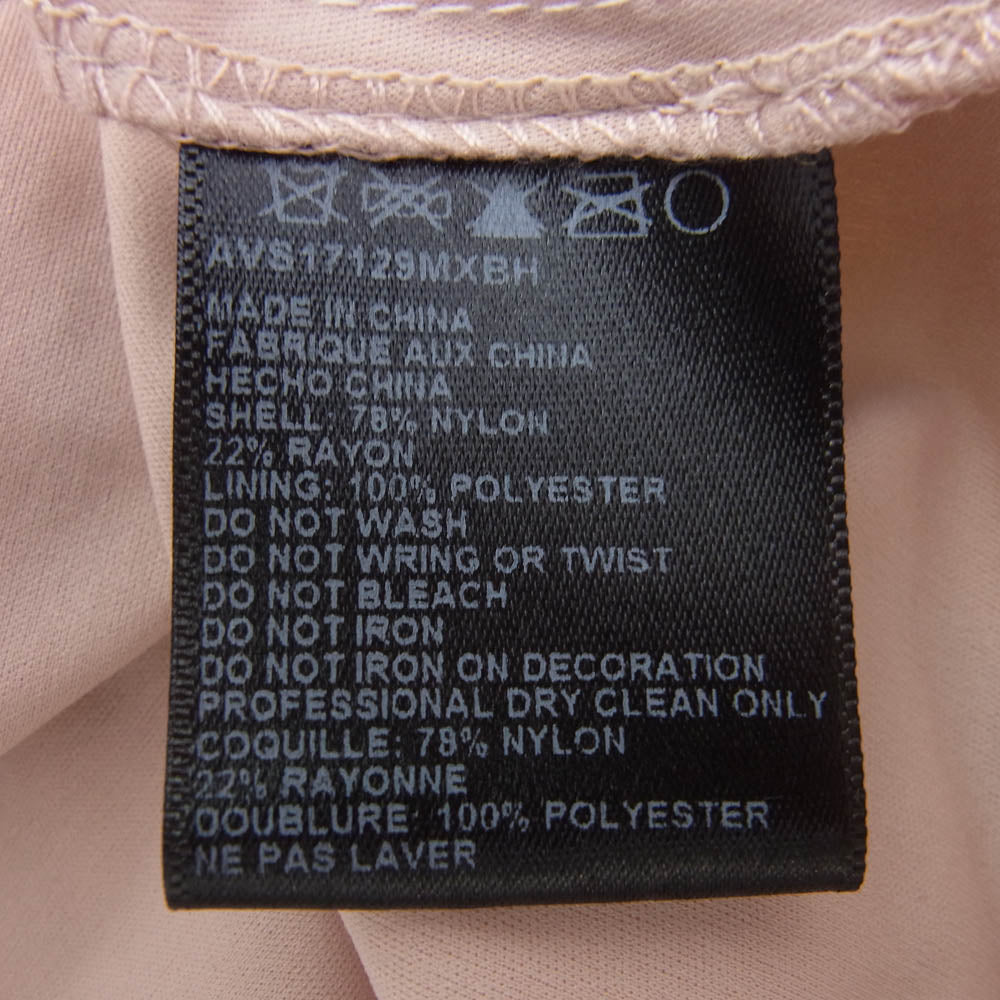 AVS17129MXBH
MADE IN CHINA
FABRIQUE AUX CHINA
HECHO CHINA
SHELL: 78% NYLON
22% RAYON
LINING: 100% POLYESTER
DO NOT WASH
DO NOT WRING OR TWIST
DO NOT BLEACH
DO NOT IRON
DO NOT IRON ON DECORATION
PROFESSIONAL DRY CLEAN ONLY
COQUILLE: 78% NYLON
22% RAYONNE
DOUBLURE: 100% POLYESTER
NE PAS LAVER